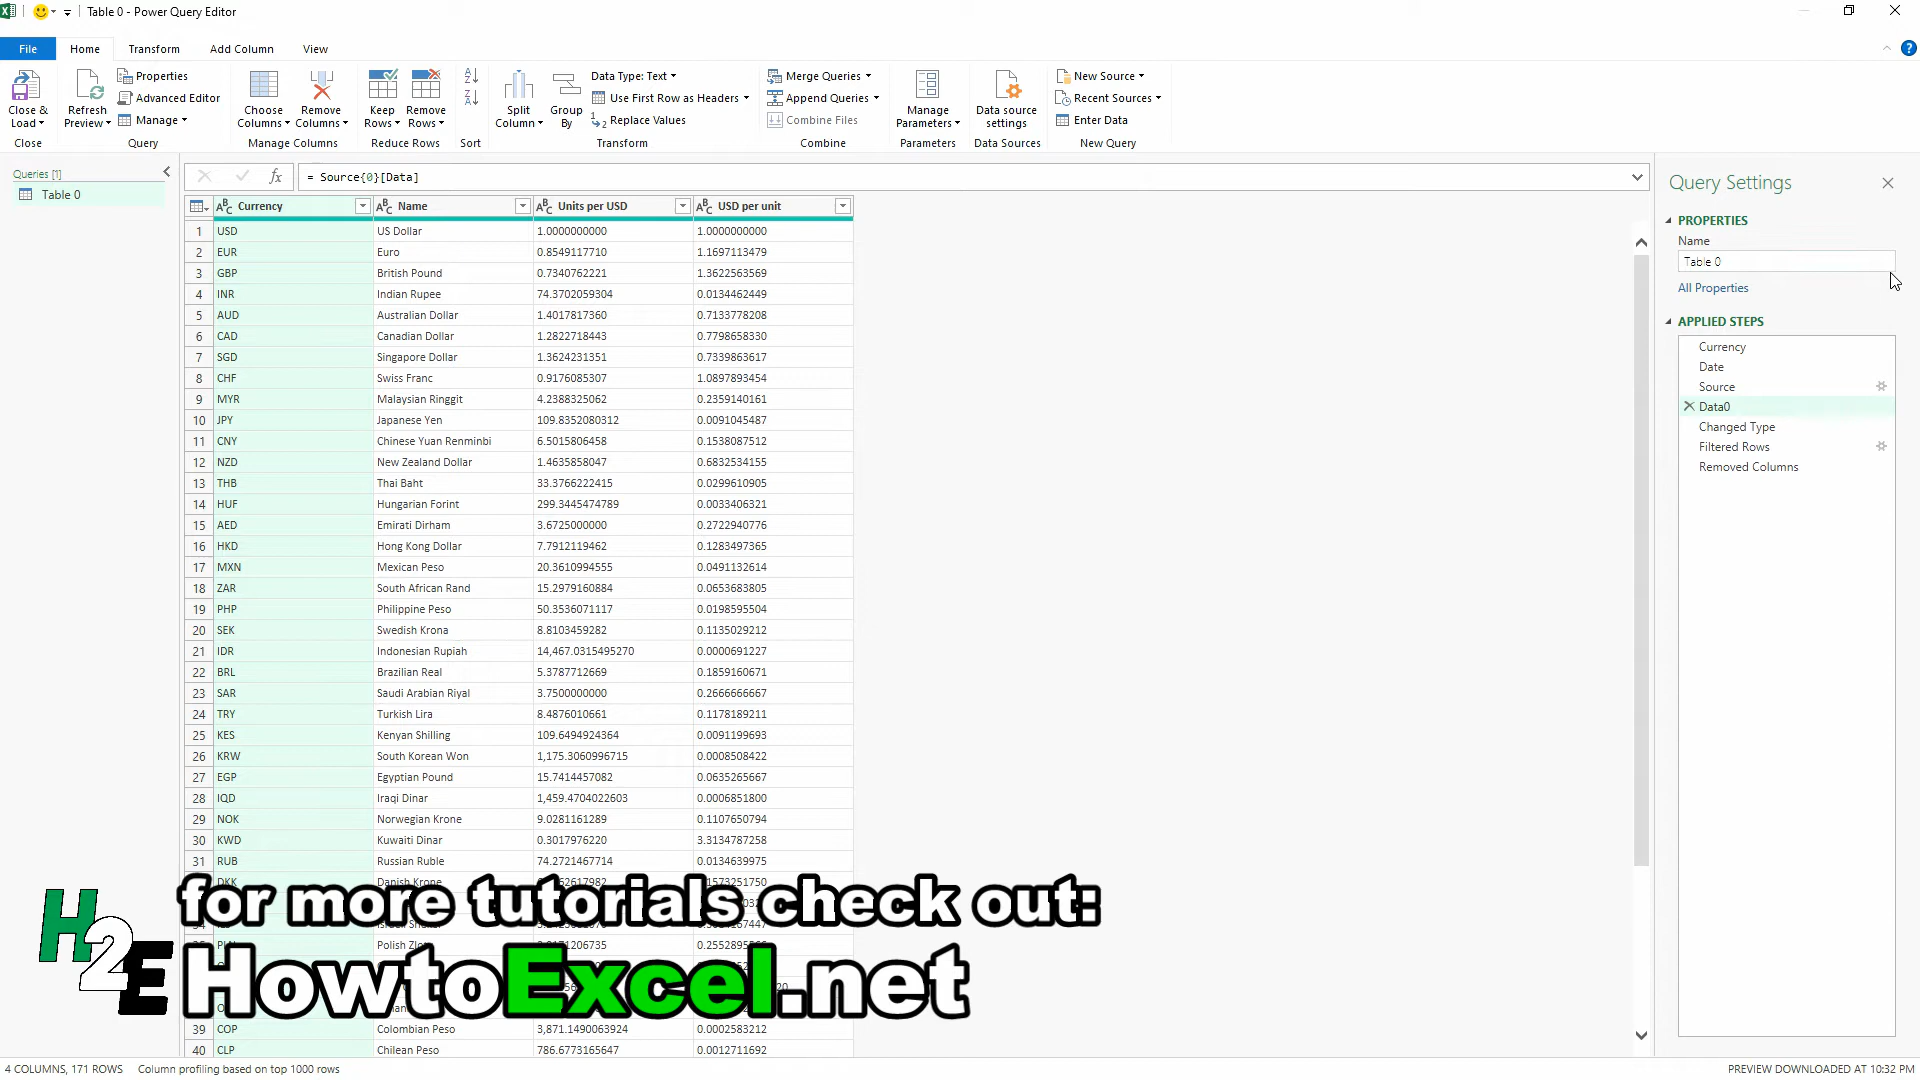 Table 0 - Power Query Editor
File Home Transform Add Column View
Close & Load
Refresh Preview
Properties
Advanced Editor
Manage
Choose Columns
Remove Columns
Keep Rows
Remove Rows
Split Column
Group By
Data Type: Text
Use First Row as Headers
Replace Values
Merge Queries
Append Queries
Combine Files
Manage Parameters
Data source settings
New Source
Recent Sources
Enter Data
Close Query Manage Columns Reduce Rows Sort Transform Combine Parameters Data Sources New Query
Queries [1]
Table 0
fx = Source{0}[Data]
Currency Name Units per USD USD per unit
1 USD US Dollar 1.0000000000 1.0000000000
2 EUR Euro 0.8549117710 1.1697113479
3 GBP British Pound 0.7340762221 1.3622563569
4 INR Indian Rupee 74.3702059304 0.0134462449
5 AUD Australian Dollar 1.4017817360 0.7133778208
6 CAD Canadian Dollar 1.2822718443 0.7798658330
7 SGD Singapore Dollar 1.3624231351 0.7339863617
8 CHF Swiss Franc 0.9176085307 1.0897893454
9 MYR Malaysian Ringgit 4.2388325062 0.2359140161
10 JPY Japanese Yen 109.8352080312 0.0091045487
11 CNY Chinese Yuan Renminbi 6.5015806458 0.1538087512
12 NZD New Zealand Dollar 1.4635858047 0.6832534155
13 THB Thai Baht 33.3766222415 0.0299610905
14 HUF Hungarian Forint 299.3445474789 0.0033406321
15 AED Emirati Dirham 3.6725000000 0.2722940776
16 HKD Hong Kong Dollar 7.7912119462 0.1283497365
17 MXN Mexican Peso 20.3610994555 0.0491132614
18 ZAR South African Rand 15.2979160884 0.0653683805
19 PHP Philippine Peso 50.3536071117 0.0198595504
20 SEK Swedish Krona 8.8103459282 0.1135029212
21 IDR Indonesian Rupiah 14,467.0315495270 0.0000691227
22 BRL Brazilian Real 5.3787712669 0.1859160671
23 SAR Saudi Arabian Riyal 3.7500000000 0.2666666667
24 TRY Turkish Lira 8.4876010661 0.1178189211
25 KES Kenyan Shilling 109.6494924364 0.0091199693
26 KRW South Korean Won 1,175.3060996715 0.0008508422
27 EGP Egyptian Pound 15.7414457082 0.0635265667
28 IQD Iraqi Dinar 1,459.4704022603 0.0006851800
29 NOK Norwegian Krone 9.0281161289 0.1107650794
30 KWD Kuwaiti Dinar 0.3017976220 3.3134787258
31 RUB Russian Ruble 74.2721467714 0.0134639975
DKK Danish Krone
39 COP Colombian Peso 3,871.1490063924 0.0002583212
40 CLP Chilean Peso 786.6773165647 0.0012711692
for more tutorials check out:
H2E
HowtoExcel.net
Query Settings
PROPERTIES
Name
Table 0
All Properties
APPLIED STEPS
Currency
Date
Source
Data0
Changed Type
Filtered Rows
Removed Columns
4 COLUMNS, 171 ROWS Column profiling based on top 1000 rows
PREVIEW DOWNLOADED AT 10:32 PM